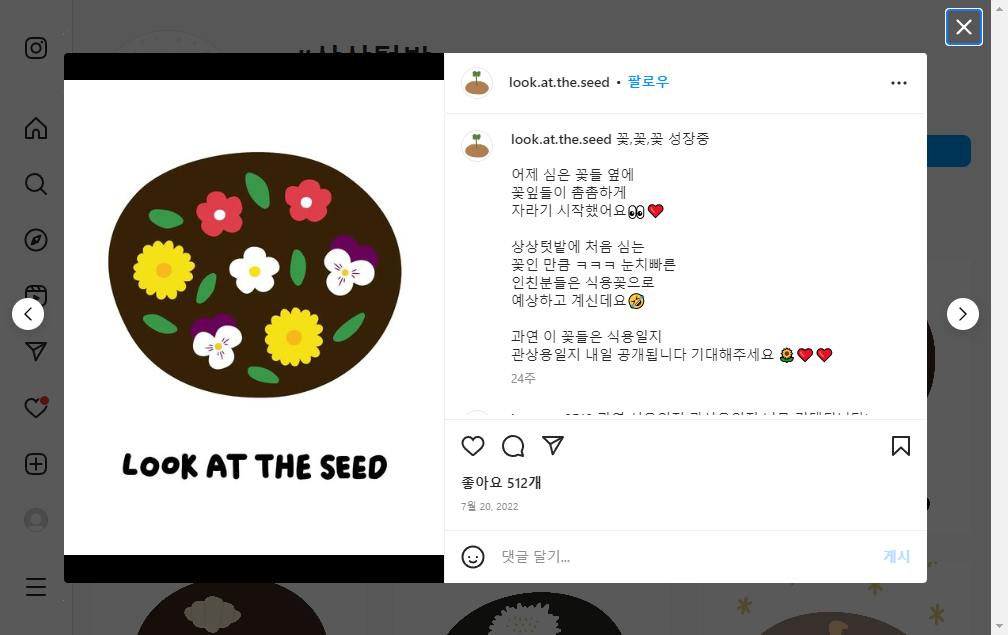 #상상텃밭
LOOK AT THE SEED
look.at.the.seed • 팔로우
look.at.the.seed 꽃,꽃,꽃 성장중
어제 심은 꽃들 옆에
꽃잎들이 촘촘하게
자라기 시작했어요👀❤️
상상텃밭에 처음 심는
꽃인 만큼 ㅋㅋㅋ 눈치빠른
인친분들은 식용꽃으로
예상하고 계신데요🤣
과연 이 꽃들은 식용일지
관상용일지 내일 공개됩니다 기대해주세요 🌻❤️❤️
24주
좋아요 512개
7월 20, 2022
댓글 달기...
게시